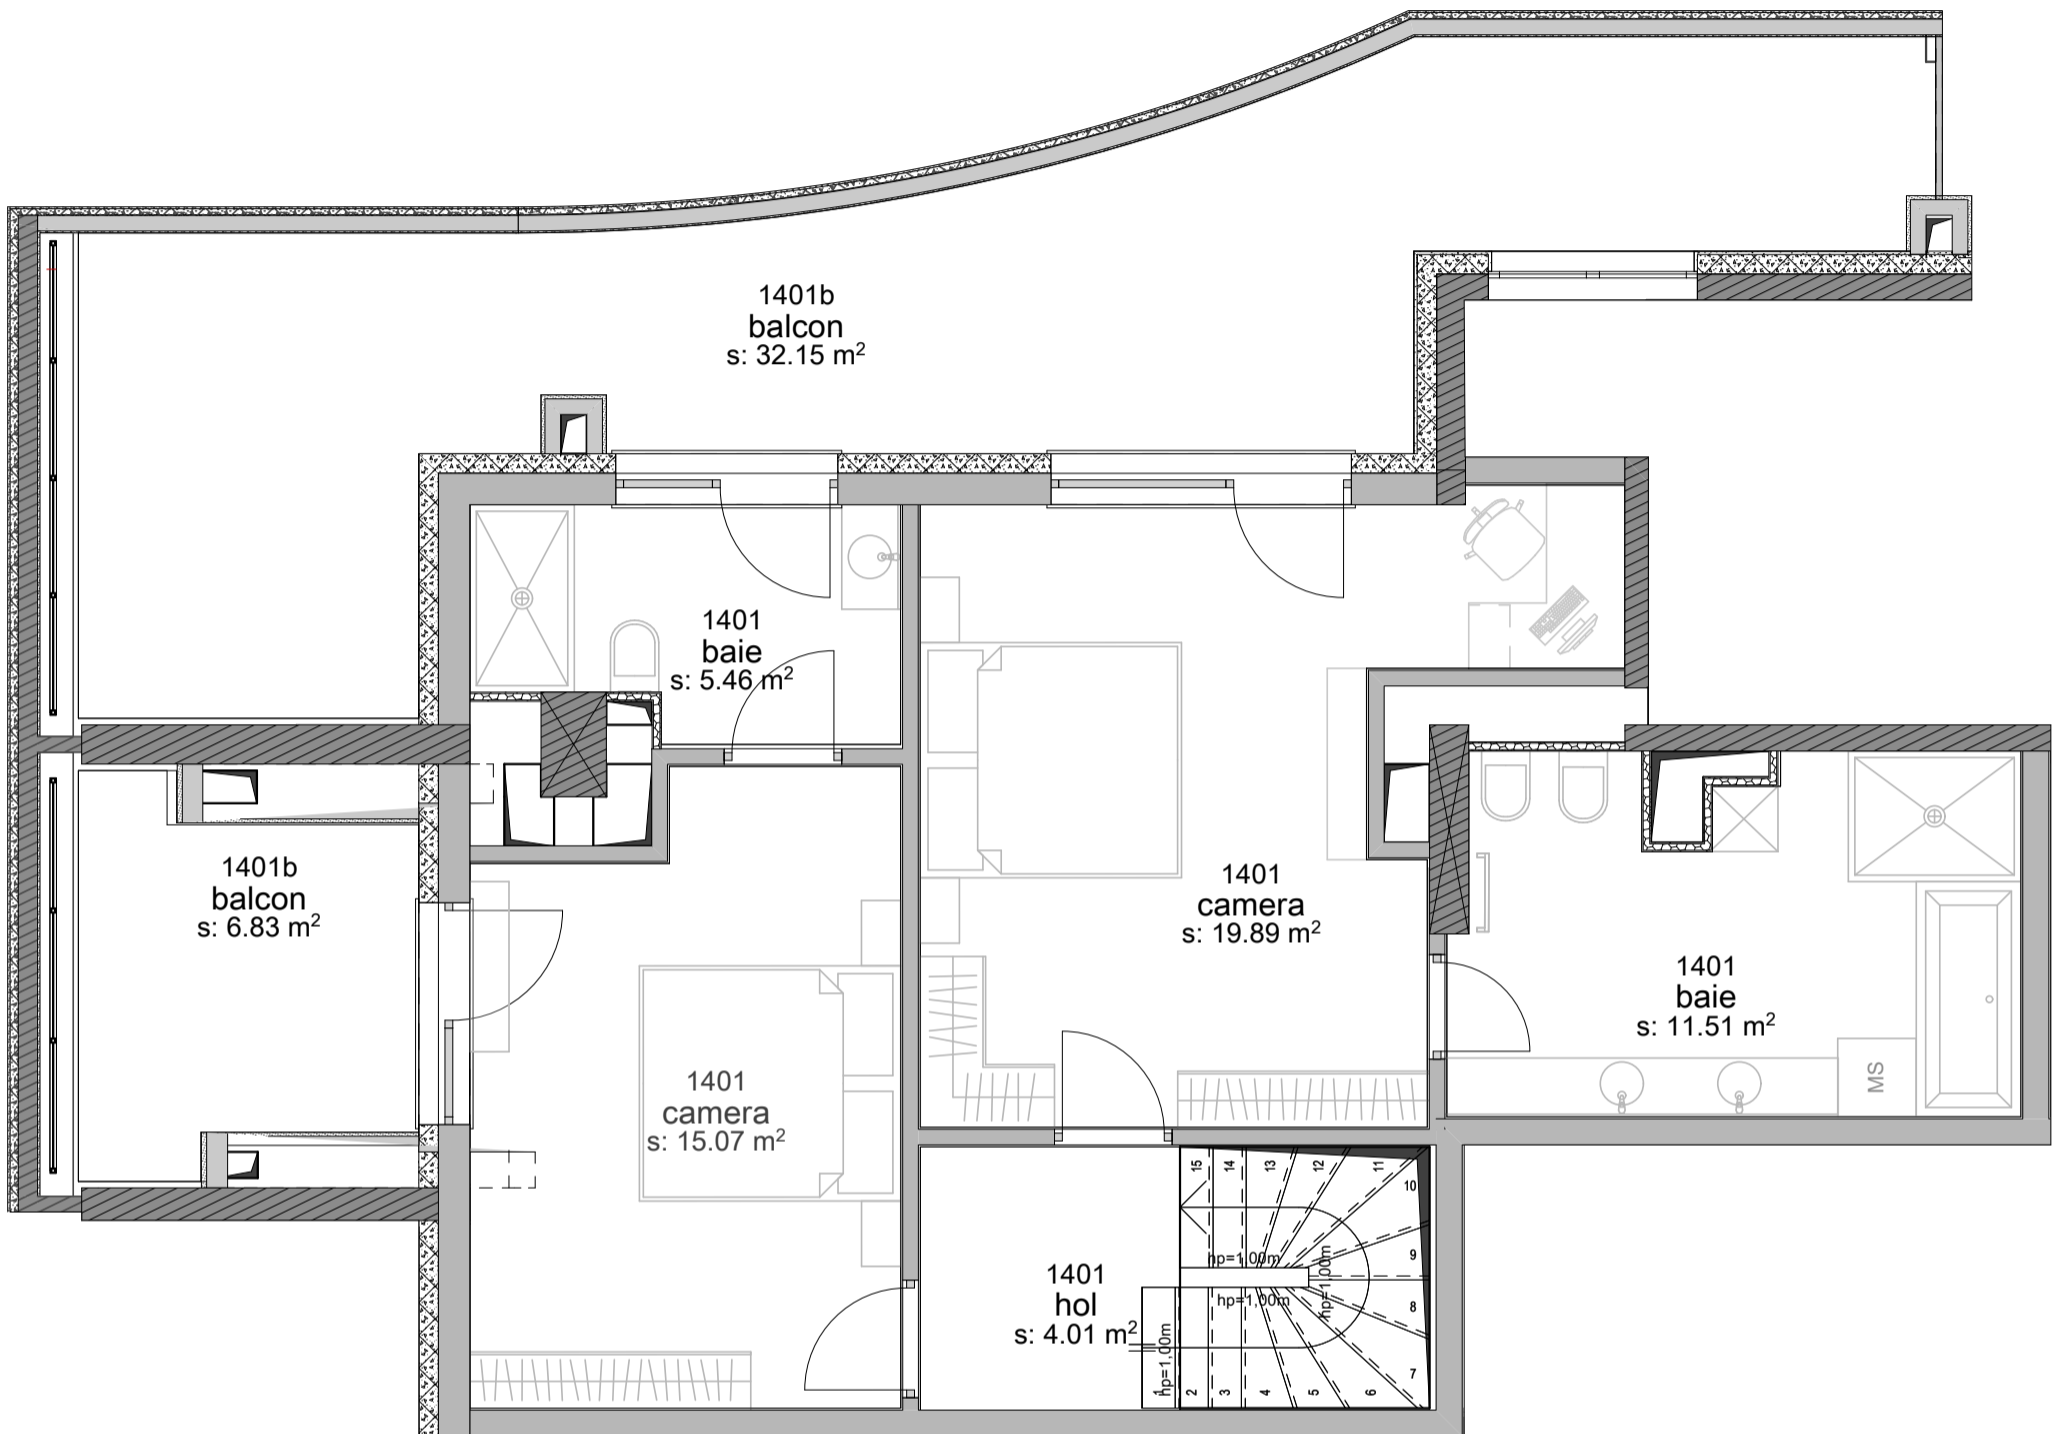 1401b
balcon
s: 32.15 m²
1401
baie
s: 5.46 m²
1401b
balcon
s: 6.83 m²
1401
camera
s: 19.89 m²
1401
baie
s: 11.51 m²
MS
1401
camera
s: 15.07 m²
1401
hol
s: 4.01 m²
15
14
13
12
11
10
9
8
7
6
5
4
3
2
1
hp=1,00m
hp=1,00m
hp=1,00m
hp=1,00m